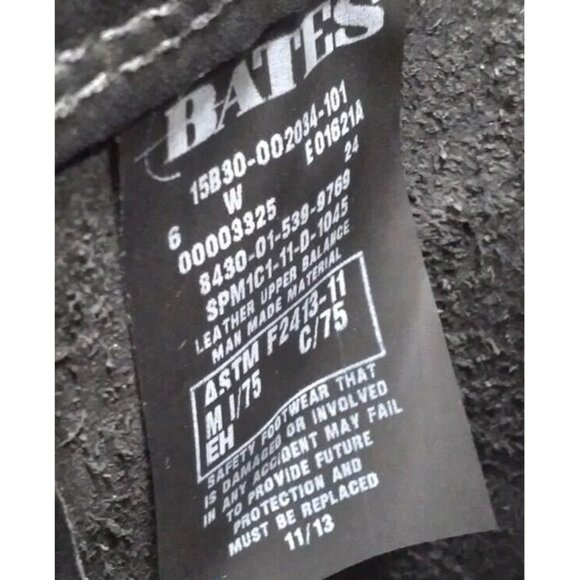 BATES
15B30-002034-101
E01621A
6 W 24
00003325
8430-01-539-9769
SPM1C1-11-D-1045
LEATHER UPPER BALANCE
MAN MADE MATERIAL
ASTM F2413-11
M I/75 C/75
EH
SAFETY FOOTWEAR THAT
IS DAMAGED OR INVOLVED
IN ANY ACCIDENT MAY FAIL
TO PROVIDE FUTURE
PROTECTION AND
MUST BE REPLACED
11/13